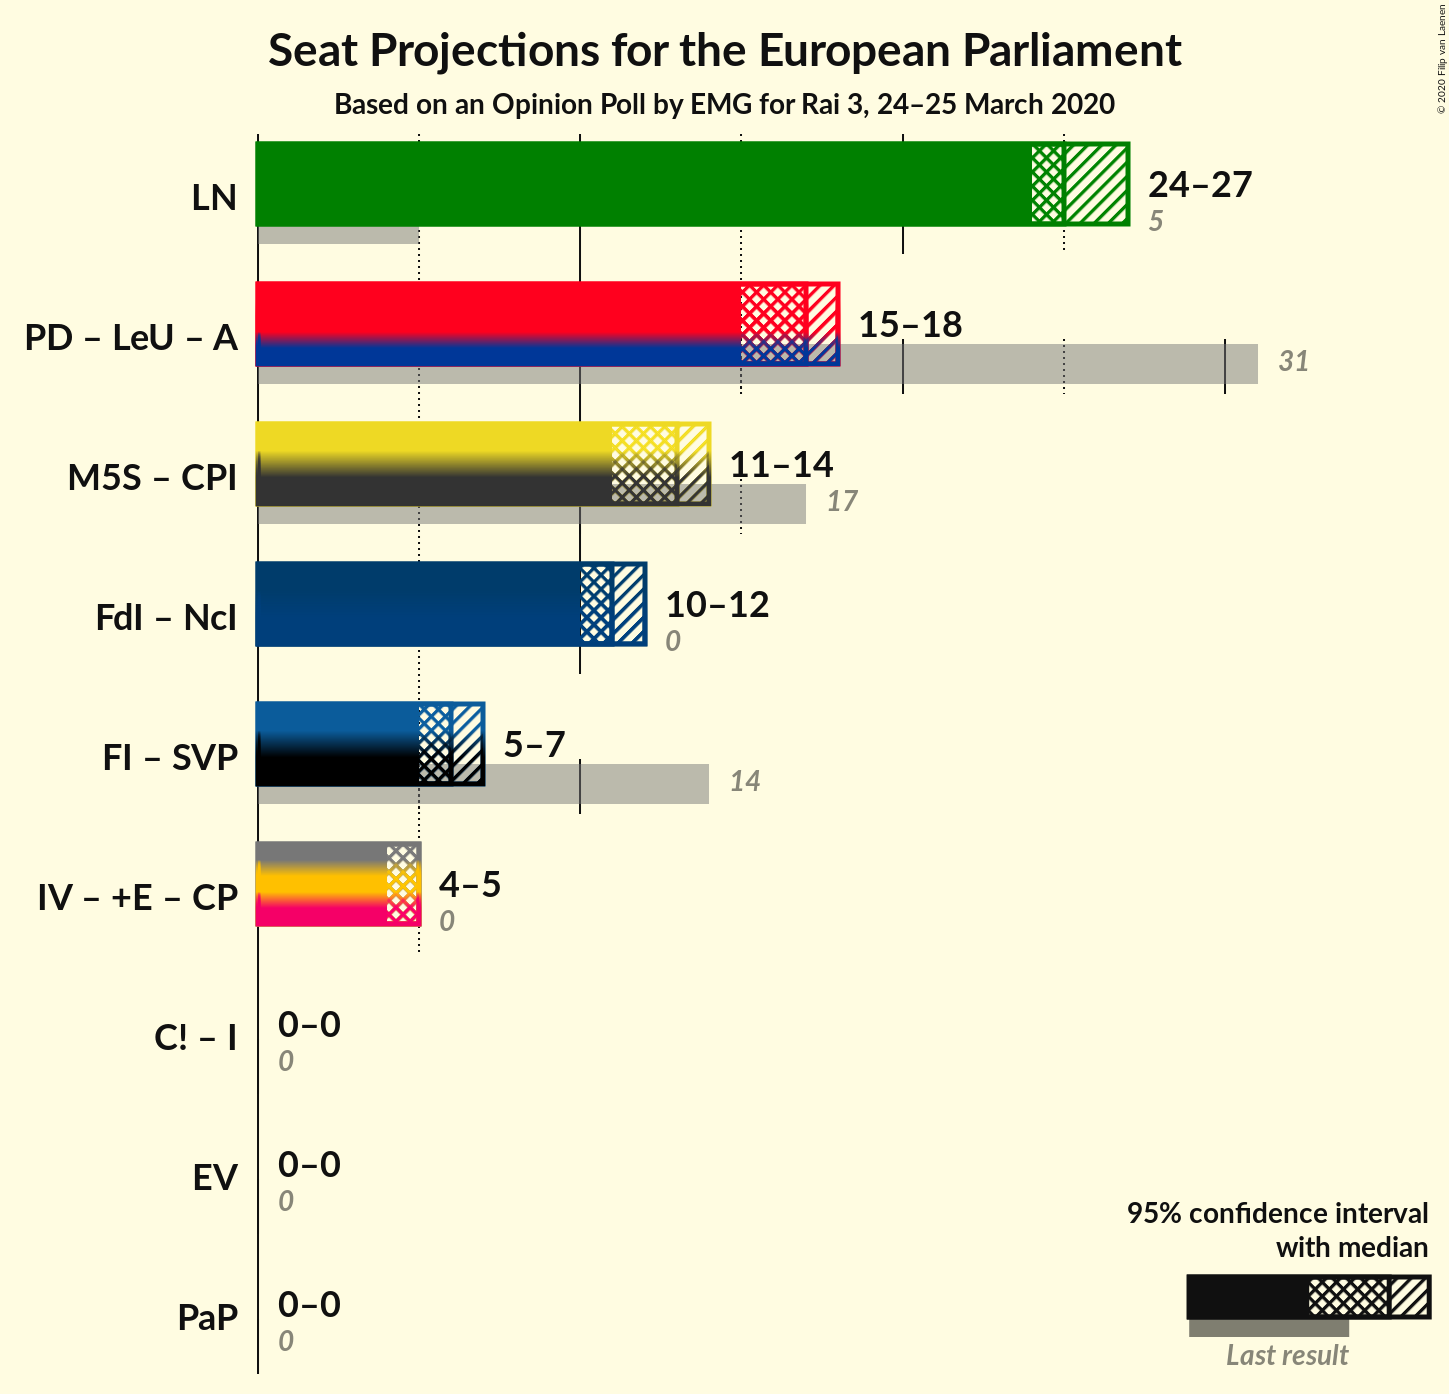 Seat Projections for the European Parliament
Based on an Opinion Poll by EMG for Rai 3, 24–25 March 2020
© 2020 Filip van Laenen
LN
24–27
5
PD – LeU – A
15–18
31
M5S – CPI
11–14
17
FdI – NcI
10–12
0
FI – SVP
5–7
14
IV – +E – CP
4–5
0
C! – I
0–0
0
EV
0–0
0
PaP
0–0
0
95% confidence interval
with median
Last result